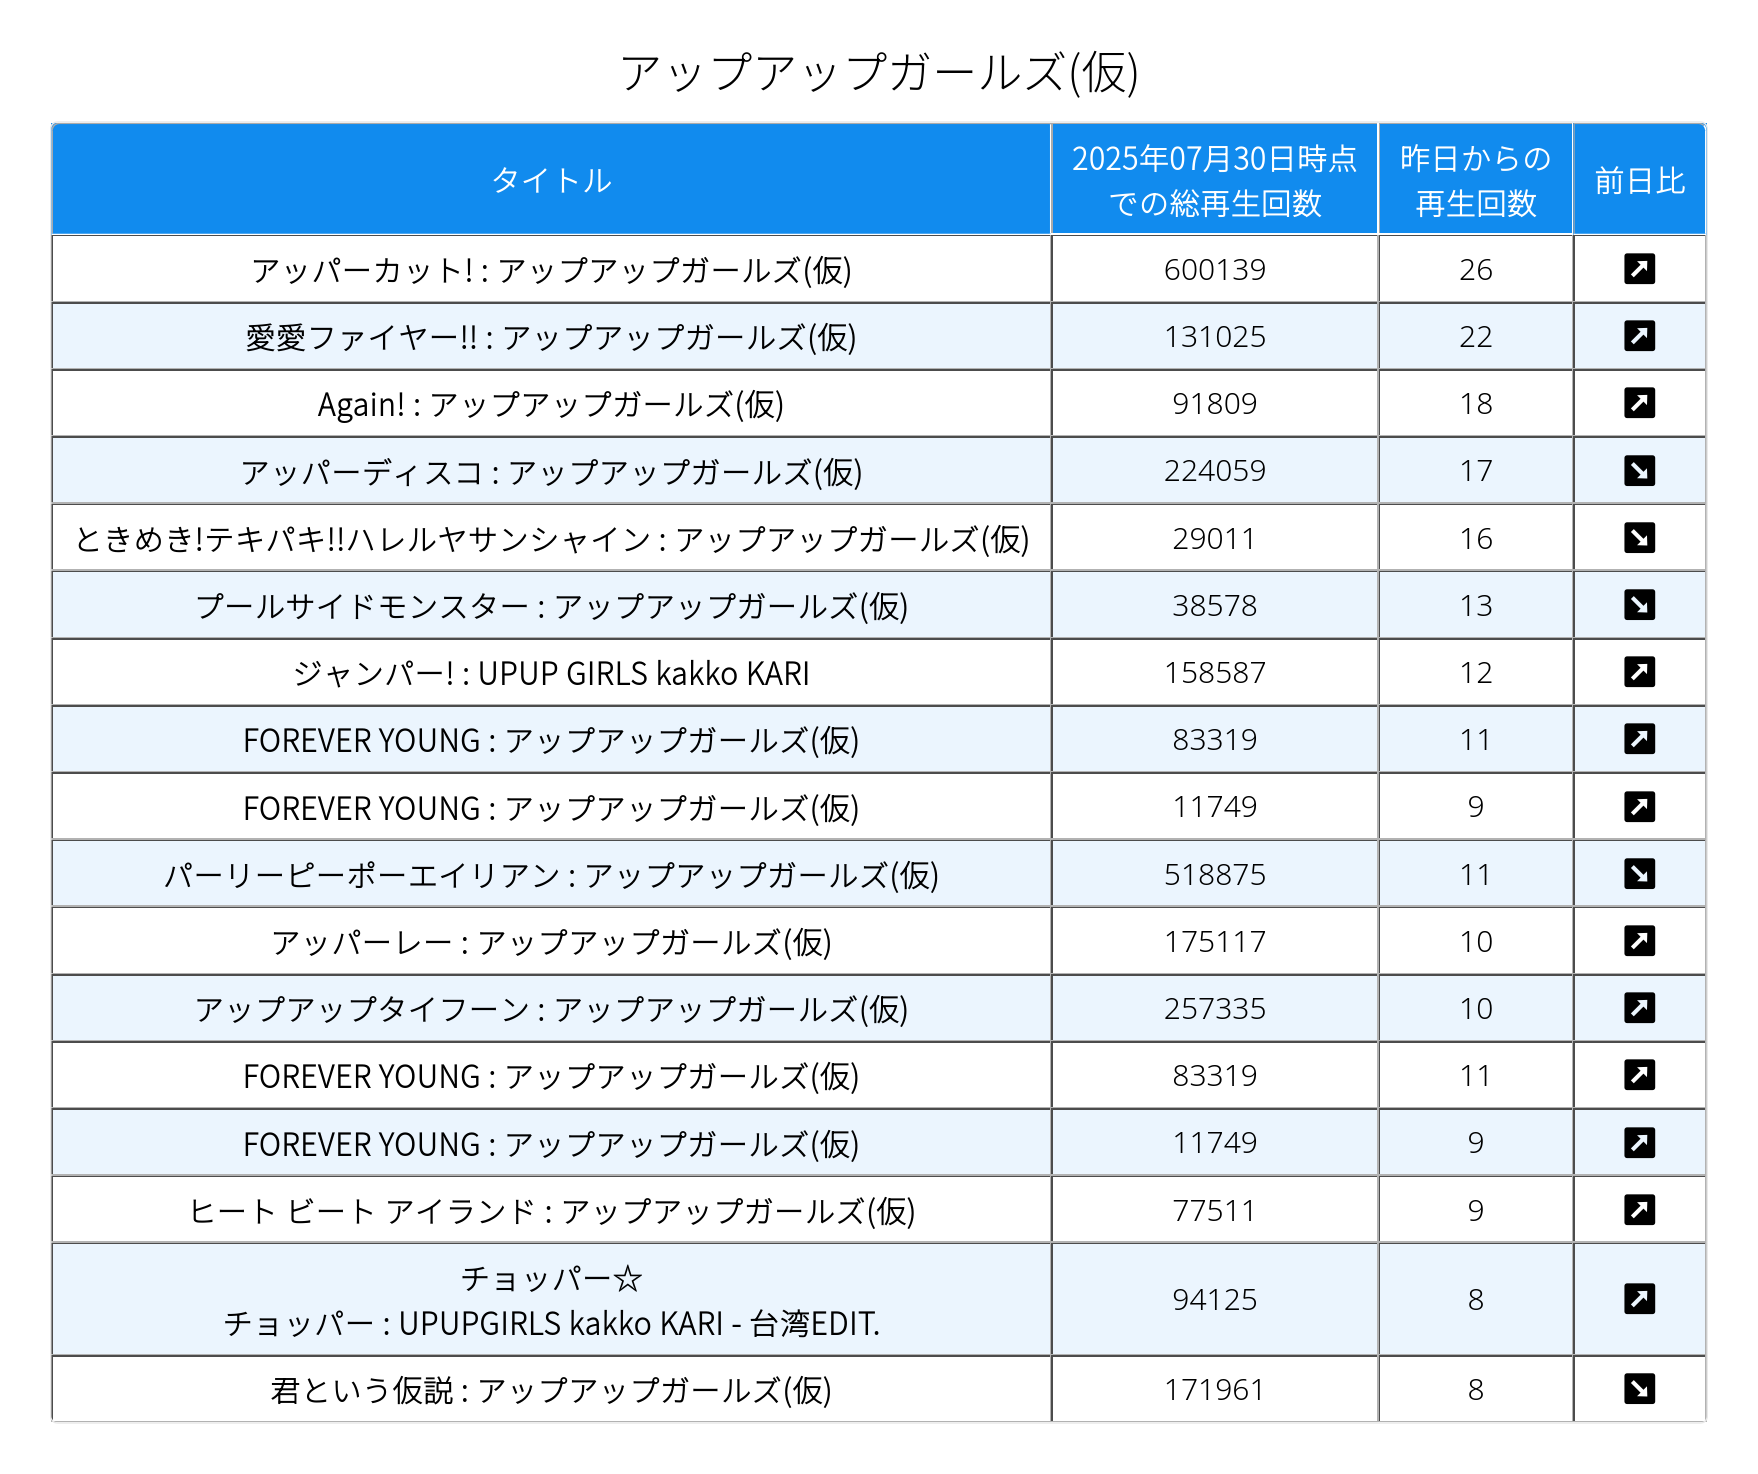 アップアップガールズ(仮)
タイトル
2025年07月30日時点
での総再生回数
昨日からの
再生回数
前日比
アッパーカット! : アップアップガールズ(仮) 600139 26
愛愛ファイヤー!! : アップアップガールズ(仮) 131025 22
Again! : アップアップガールズ(仮) 91809 18
アッパーディスコ : アップアップガールズ(仮) 224059 17
ときめき!テキパキ!!ハレルヤサンシャイン : アップアップガールズ(仮) 29011 16
プールサイドモンスター : アップアップガールズ(仮) 38578 13
ジャンパー! : UPUP GIRLS kakko KARI 158587 12
FOREVER YOUNG : アップアップガールズ(仮) 83319 11
FOREVER YOUNG : アップアップガールズ(仮) 11749 9
パーリーピーポーエイリアン : アップアップガールズ(仮) 518875 11
アッパーレー : アップアップガールズ(仮) 175117 10
アップアップタイフーン : アップアップガールズ(仮) 257335 10
FOREVER YOUNG : アップアップガールズ(仮) 83319 11
FOREVER YOUNG : アップアップガールズ(仮) 11749 9
ヒート ビート アイランド : アップアップガールズ(仮) 77511 9
チョッパー☆
チョッパー : UPUPGIRLS kakko KARI - 台湾EDIT. 94125 8
君という仮説 : アップアップガールズ(仮) 171961 8